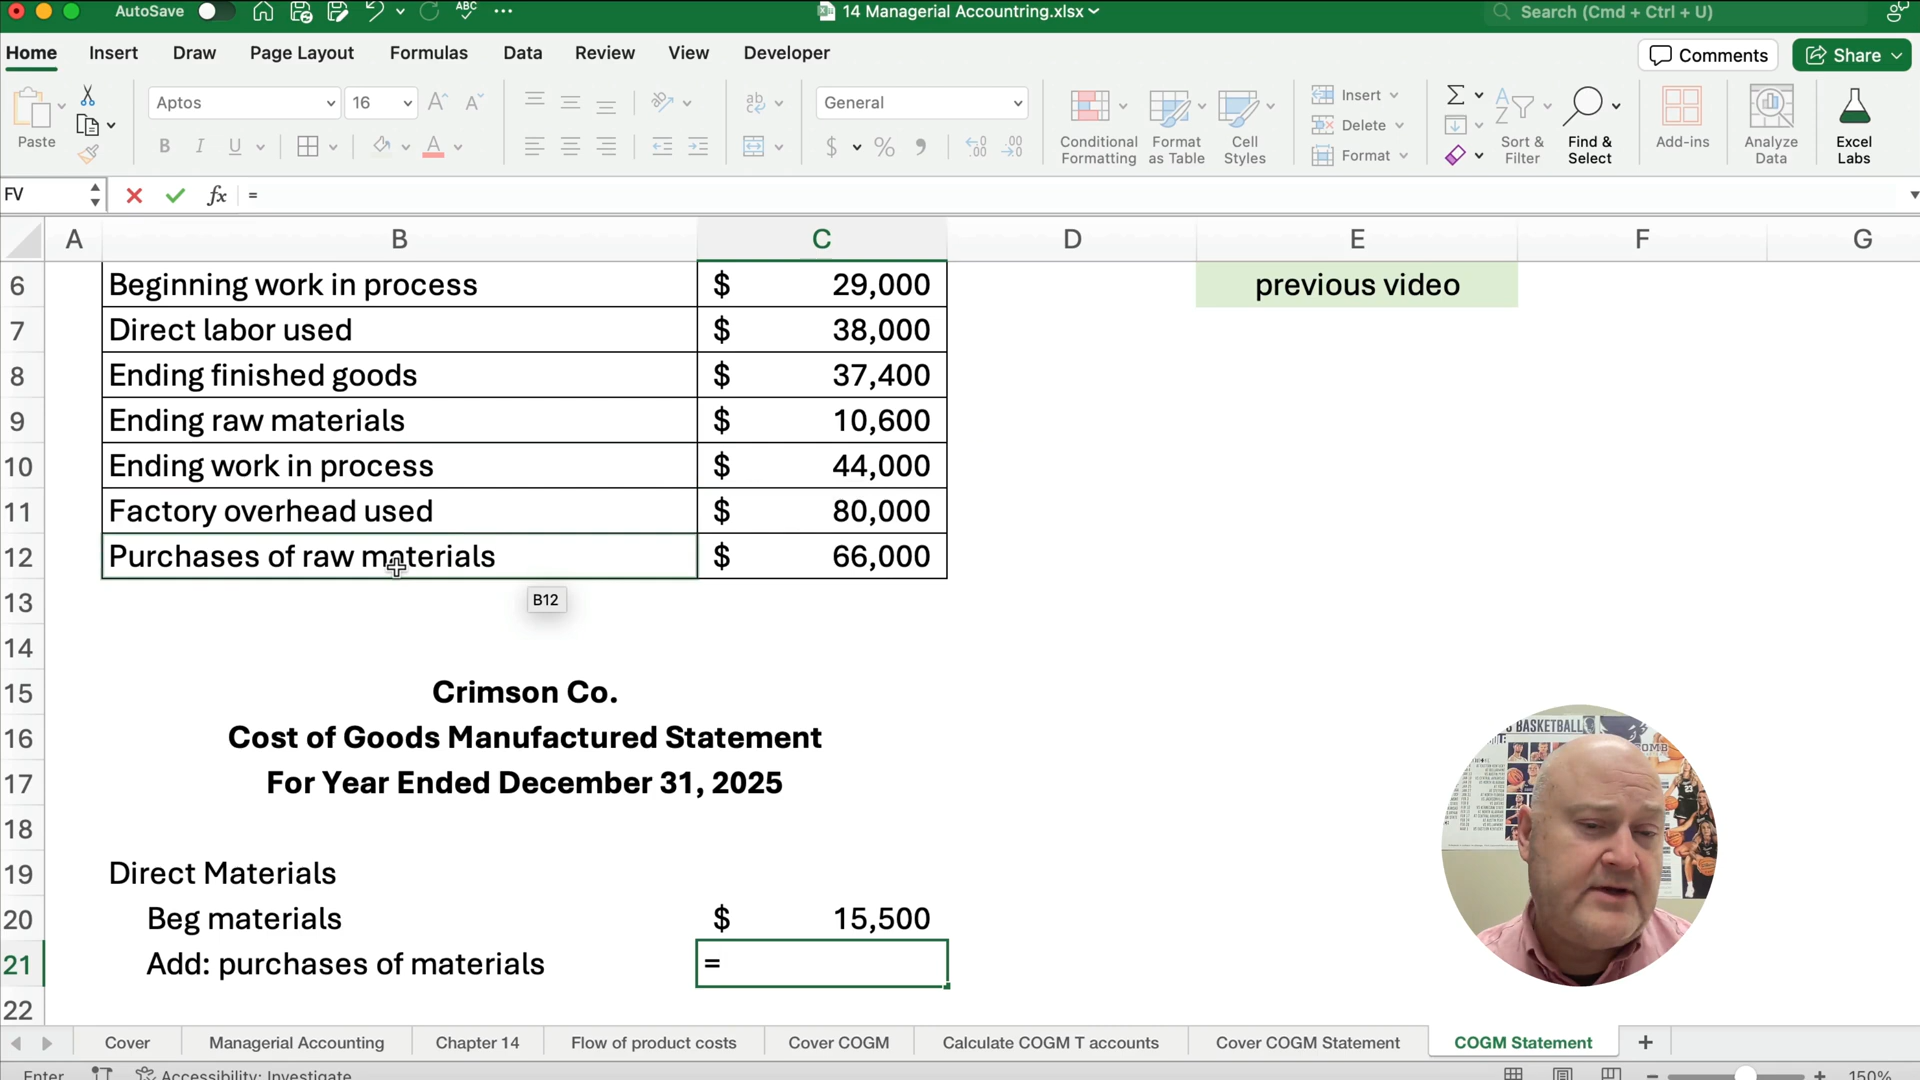 AutoSave
ABC
14 Managerial Accountring.xlsx
Search (Cmd + Ctrl + U)
Home Insert Draw Page Layout Formulas Data Review View Developer
Comments Share
Paste
Aptos 16
B I U
ab
General
$ % 9
Conditional Formatting
Format as Table
Cell Styles
Insert
Delete
Format
Sort & Filter
Find & Select
Add-ins
Analyze Data
Excel Labs
FV fx =
A B C D E F G
6 Beginning work in process $ 29,000 previous video
7 Direct labor used $ 38,000
8 Ending finished goods $ 37,400
9 Ending raw materials $ 10,600
10 Ending work in process $ 44,000
11 Factory overhead used $ 80,000
12 Purchases of raw materials $ 66,000
13 B12
14
15 Crimson Co.
16 Cost of Goods Manufactured Statement
17 For Year Ended December 31, 2025
18
19 Direct Materials
20 Beg materials $ 15,500
21 Add: purchases of materials =
22
BASKETBALL
Cover Managerial Accounting Chapter 14 Flow of product costs Cover COGM Calculate COGM T accounts Cover COGM Statement COGM Statement +
Enter Accessibility: Investigate 150%